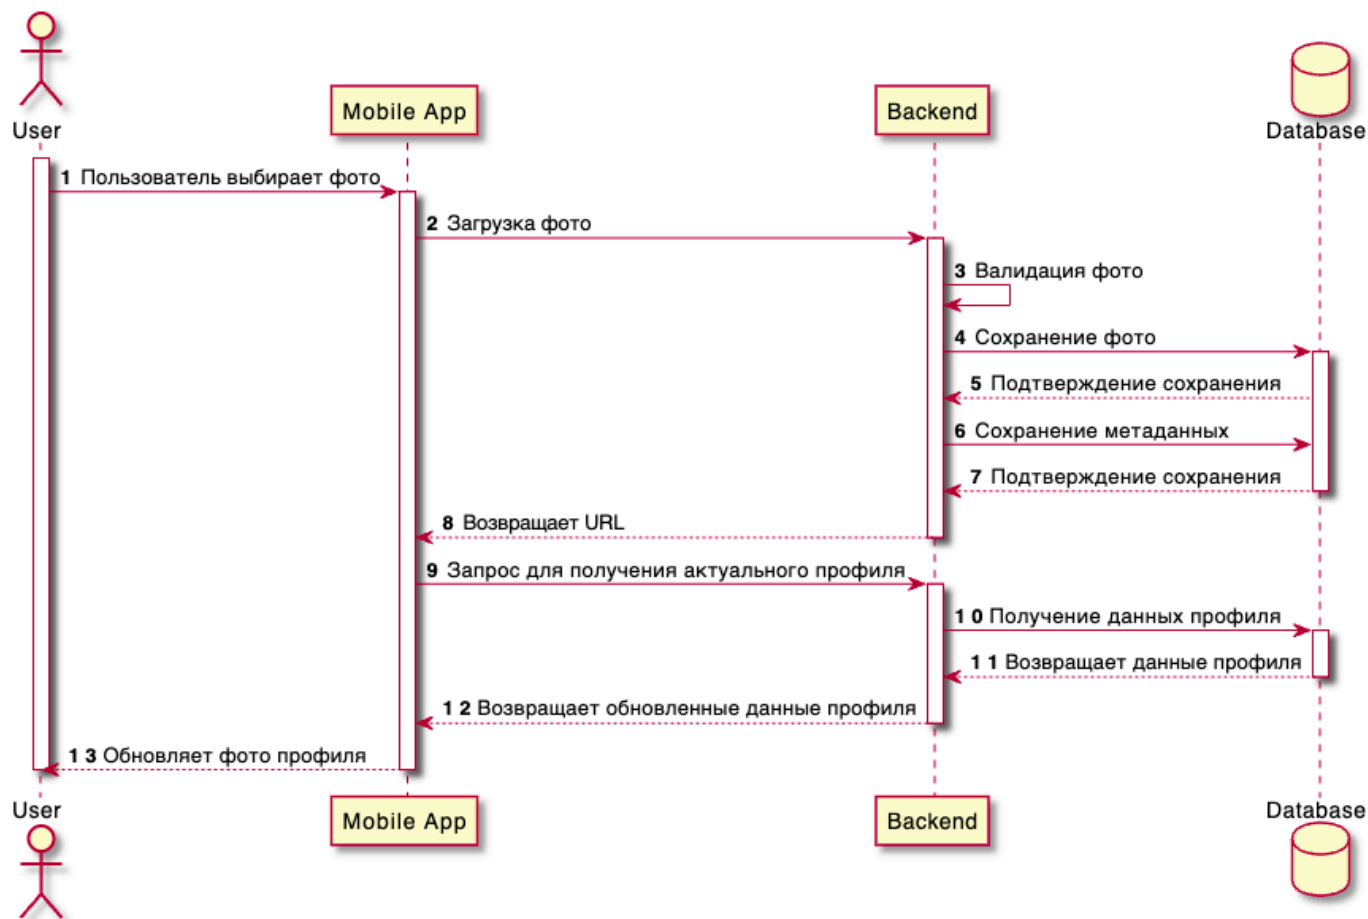 User
Mobile App
Backend
Database
1 Пользователь выбирает фото
2 Загрузка фото
3 Валидация фото
4 Сохранение фото
5 Подтверждение сохранения
6 Сохранение метаданных
7 Подтверждение сохранения
8 Возвращает URL
9 Запрос для получения актуального профиля
1 0 Получение данных профиля
1 1 Возвращает данные профиля
1 2 Возвращает обновленные данные профиля
1 3 Обновляет фото профиля
User
Mobile App
Backend
Database